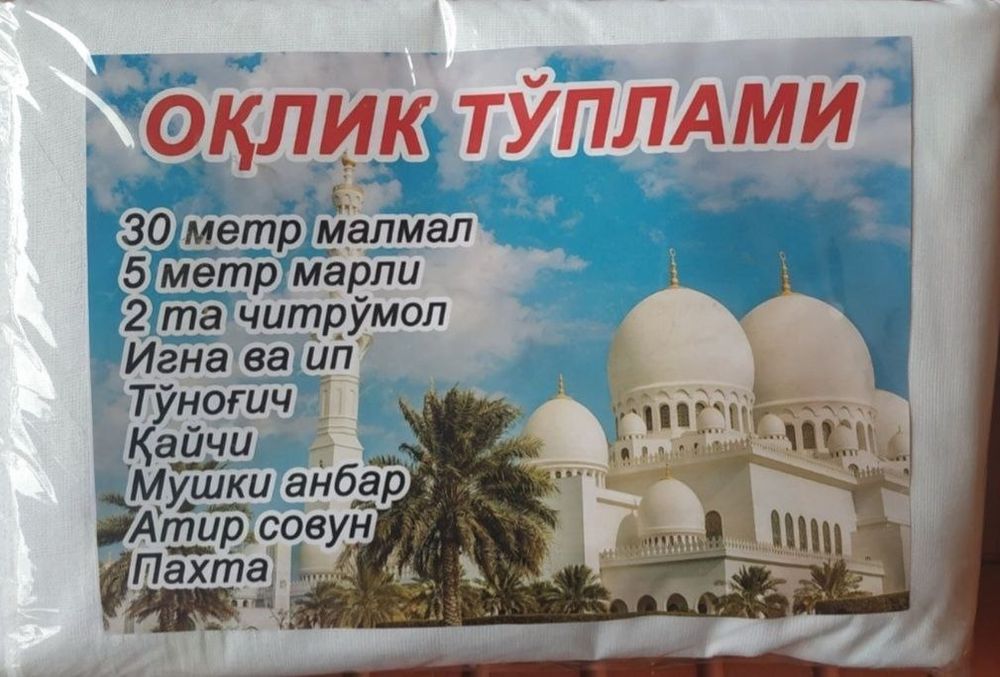 ОҚЛИК ТЎПЛАМИ
30 метр малмал
5 метр марли
2 та читрўмол
Игна ва ип
Тўноғич
Қайчи
Мушки анбар
Атир совун
Пахта